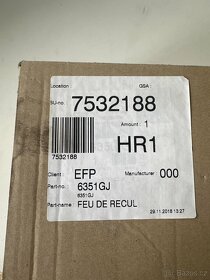 Location :
GSA :
SU-no. : 7532188
Amount : 1
7532188
HR1
Client : EFP
Manufacturer 000
Part-no. : 6351GJ
6351GJ
Part-name : FEU DE RECUL
29.11.2018 13:27